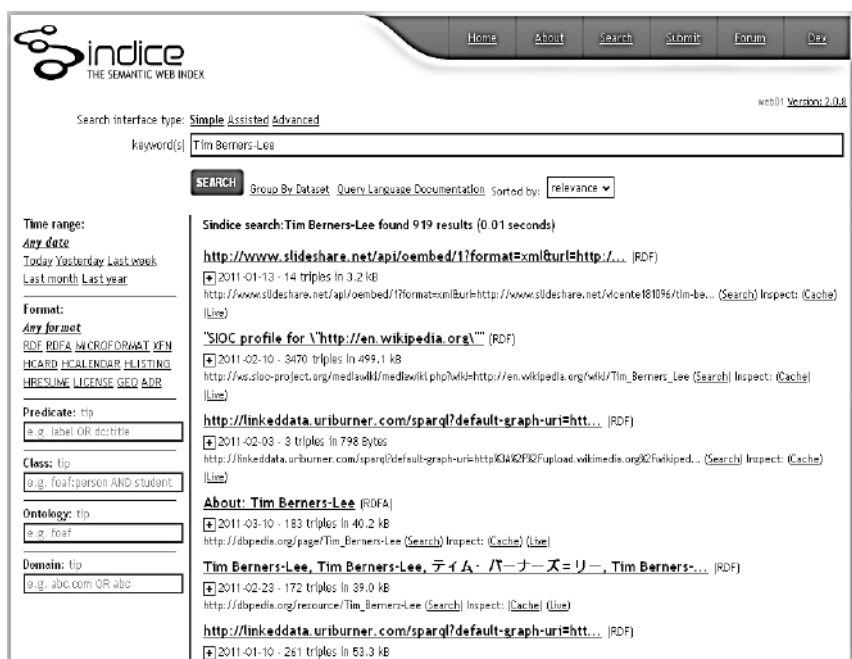 Home About Search Submit Forum Dev
Sindice
THE SEMANTIC WEB INDEX
web01 Version: 2.0.8
Search interface type: Simple Assisted Advanced
keyword(s) Tim Berners-Lee
SEARCH Group By Dataset Query Language Documentation Sorted by: relevance
Time range:
Any date
Today Yesterday Last week
Last month Last year
Format:
Any format
RDF RDFA MICROFORMAT XFN
HCARD HCALENDAR HLISTING
HRESUME LICENSE GEO ADR
Predicate: tip
e.g. label OR dc:title
Class: tip
e.g. foaf:person AND student
Ontology: tip
e.g. foaf
Domain: tip
e.g. abc.com OR abc
Sindice search:Tim Berners-Lee found 919 results (0.01 seconds)
http://www.slideshare.net/api/oembed/1?format=xml&url=http:/... (RDF)
+ 2011-01-13 - 14 triples in 3.2 kB
http://www.slideshare.net/api/oembed/1?format=xml&url=http://www.slideshare.net/vicente181096/tim-be... (Search) Inspect: (Cache)
(Live)
"SIOC profile for \"http://en.wikipedia.org\"" (RDF)
+ 2011-02-10 - 3470 triples in 499.1 kB
http://ws.sioc-project.org/mediawiki/mediawiki.php?wiki=http://en.wikipedia.org/wiki/Tim_Berners_Lee (Search) Inspect: (Cache)
(Live)
http://linkeddata.uriburner.com/sparql?default-graph-uri=htt... (RDF)
+ 2011-02-03 - 3 triples in 798 Bytes
http://linkeddata.uriburner.com/sparql?default-graph-uri=http%3A%2F%2Fupload.wikimedia.org%2Fwikiped... (Search) Inspect: (Cache)
(Live)
About: Tim Berners-Lee (RDFA)
+ 2011-03-10 - 183 triples in 40.2 kB
http://dbpedia.org/page/Tim_Berners-Lee (Search) Inspect: (Cache) (Live)
Tim Berners-Lee, Tim Berners-Lee, ティム・バーナーズ=リー, Tim Berners-... (RDF)
+ 2011-02-23 - 172 triples in 39.0 kB
http://dbpedia.org/resource/Tim_Berners-Lee (Search) Inspect: (Cache) (Live)
http://linkeddata.uriburner.com/sparql?default-graph-uri=htt... (RDF)
+ 2011-01-10 - 261 triples in 53.3 kB